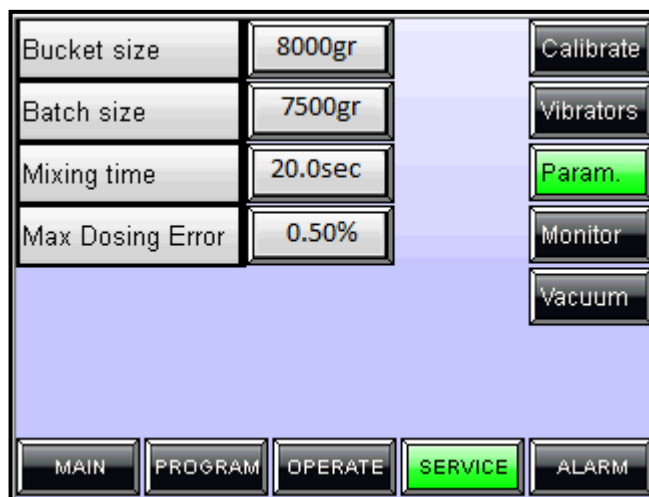 Bucket size 8000gr Calibrate
Batch size 7500gr Vibrators
Mixing time 20.0sec Param.
Max Dosing Error 0.50% Monitor
Vacuum
MAIN PROGRAM OPERATE SERVICE ALARM